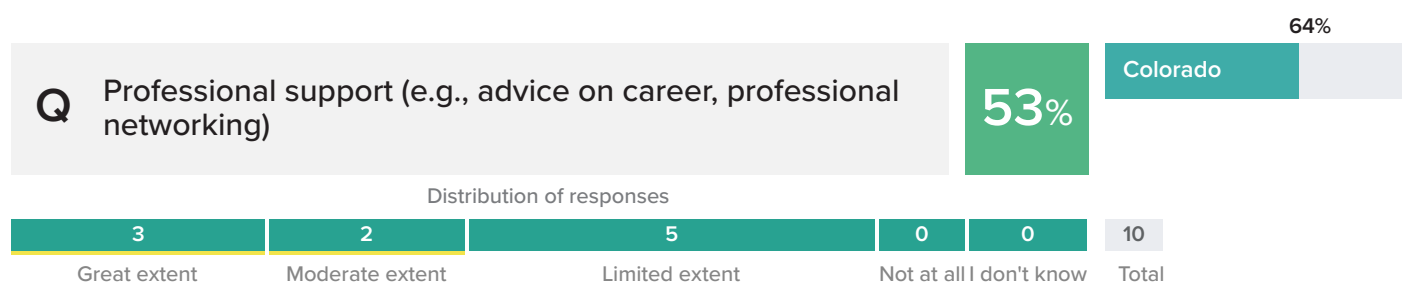 64%
Q
Professional support (e.g., advice on career, professional
networking)
53%
Colorado
Distribution of responses
3 2 5 0 0 10
Great extent Moderate extent Limited extent Not at all I don't know Total